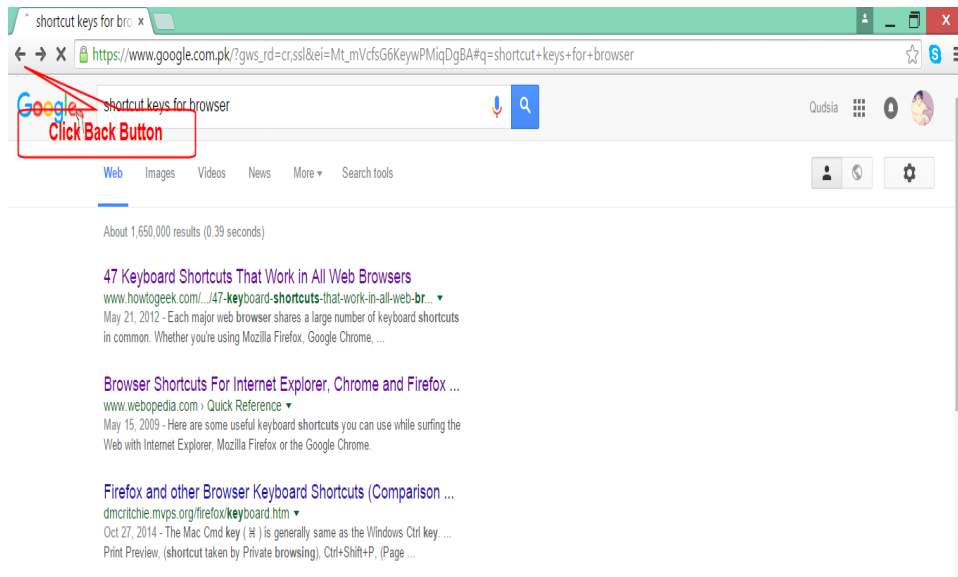 shortcut keys for bro
https://www.google.com.pk/?gws_rd=cr,ssl&ei=Mt_mVcfsG6KeywPMiqDgBA#q=shortcut+keys+for+browser
Google
shortcut keys for browser
Qudsia
Click Back Button
Web Images Videos News More Search tools
About 1,650,000 results (0.39 seconds)
47 Keyboard Shortcuts That Work in All Web Browsers
www.howtogeek.com/.../47-keyboard-shortcuts-that-work-in-all-web-br...
May 21, 2012 - Each major web browser shares a large number of keyboard shortcuts
in common. Whether you're using Mozilla Firefox, Google Chrome, ...
Browser Shortcuts For Internet Explorer, Chrome and Firefox ...
www.webopedia.com › Quick Reference
May 15, 2009 - Here are some useful keyboard shortcuts you can use while surfing the
Web with Internet Explorer, Mozilla Firefox or the Google Chrome.
Firefox and other Browser Keyboard Shortcuts (Comparison ...
dmcritchie.mvps.org/firefox/keyboard.htm
Oct 27, 2014 - The Mac Cmd key ( ⌘ ) is generally same as the Windows Ctrl key. ...
Print Preview, (shortcut taken by Private browsing), Ctrl+Shift+P, (Page ...